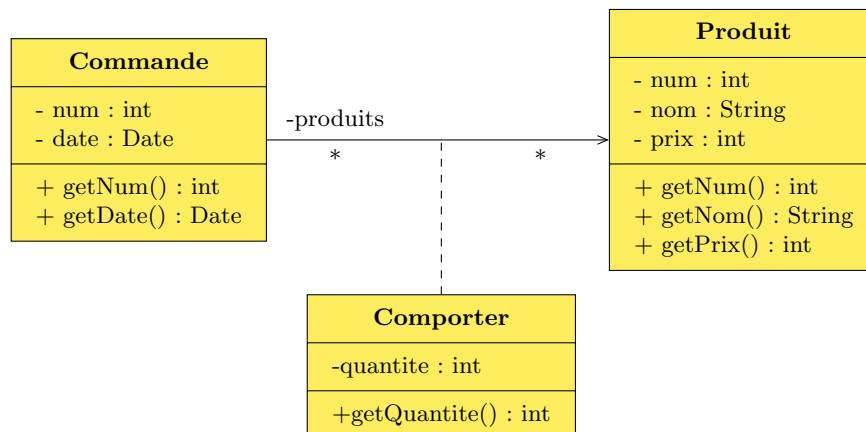 Commande
- num : int
- date : Date
+ getNum() : int
+ getDate() : Date
-produits
*
*
Produit
- num : int
- nom : String
- prix : int
+ getNum() : int
+ getNom() : String
+ getPrix() : int
Comporter
-quantite : int
+getQuantite() : int